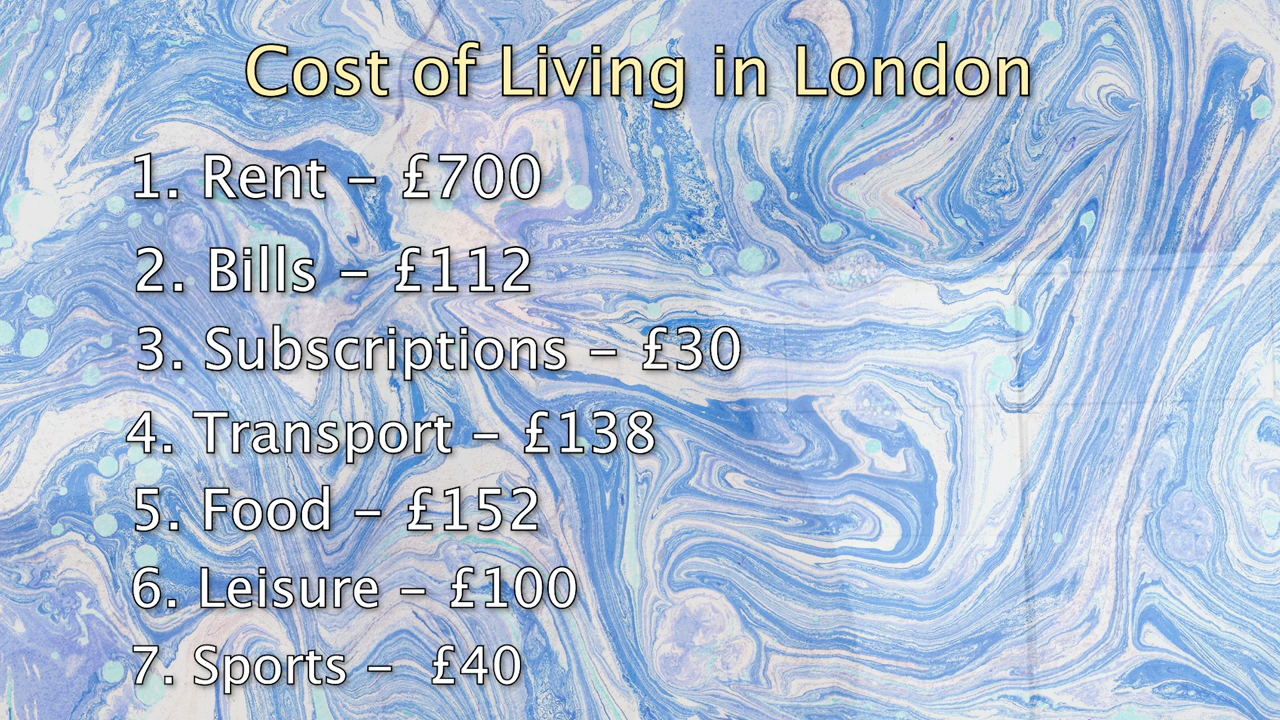 Cost of Living in London
1. Rent – £700
2. Bills – £112
3. Subscriptions – £30
4. Transport – £138
5. Food – £152
6. Leisure – £100
7. Sports – £40